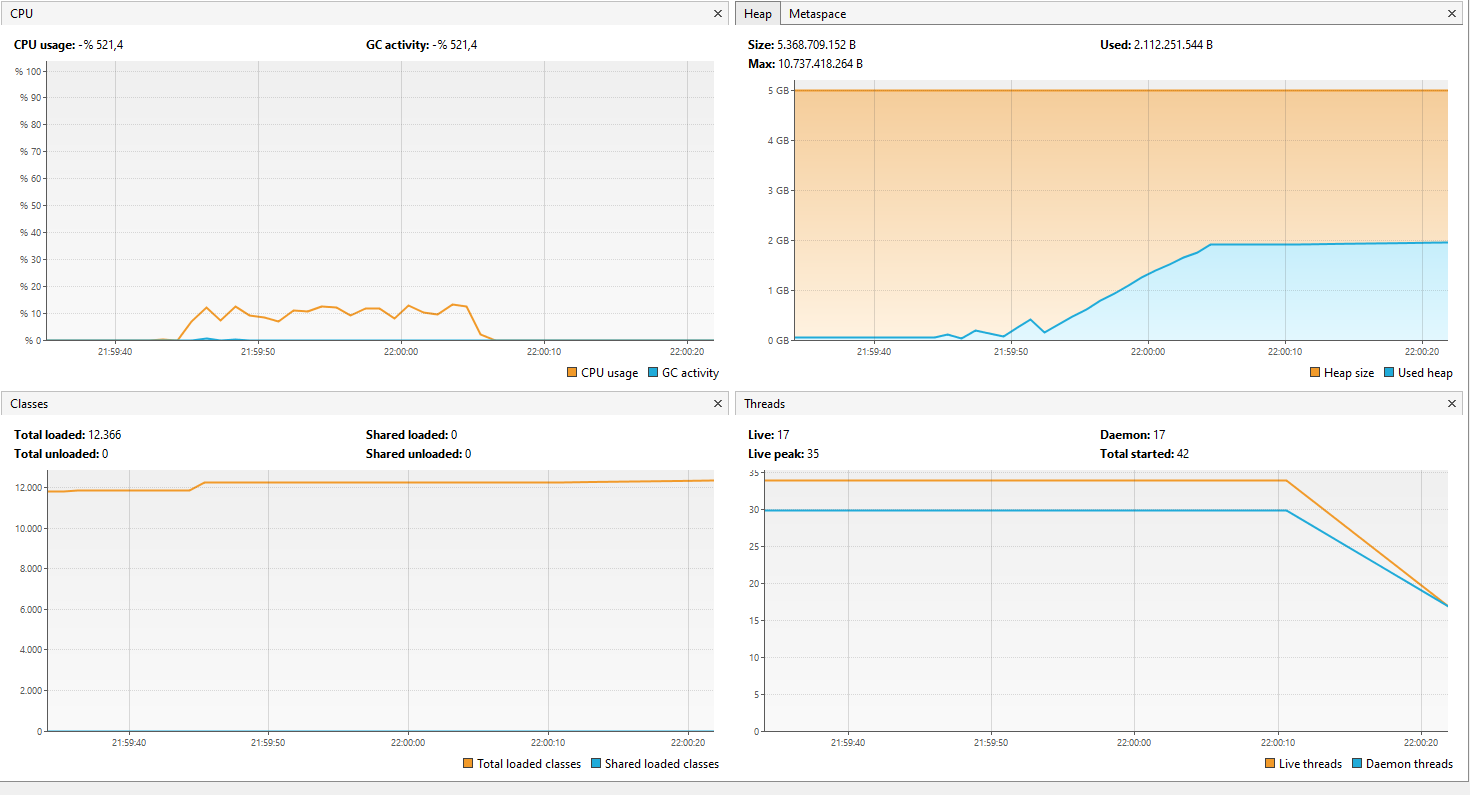 CPU
CPU usage: -% 521,4 GC activity: -% 521,4
% 100
% 90
% 80
% 70
% 60
% 50
% 40
% 30
% 20
% 10
% 0
21:59:40 21:59:50 22:00:00 22:00:10 22:00:20
CPU usage GC activity
Heap Metaspace
Size: 5.368.709.152 B Used: 2.112.251.544 B
Max: 10.737.418.264 B
5 GB
4 GB
3 GB
2 GB
1 GB
0 GB
21:59:40 21:59:50 22:00:00 22:00:10 22:00:20
Heap size Used heap
Classes
Total loaded: 12.366 Shared loaded: 0
Total unloaded: 0 Shared unloaded: 0
12.000
10.000
8.000
6.000
4.000
2.000
0
21:59:40 21:59:50 22:00:00 22:00:10 22:00:20
Total loaded classes Shared loaded classes
Threads
Live: 17 Daemon: 17
Live peak: 35 Total started: 42
35
30
25
20
15
10
5
0
21:59:40 21:59:50 22:00:00 22:00:10 22:00:20
Live threads Daemon threads